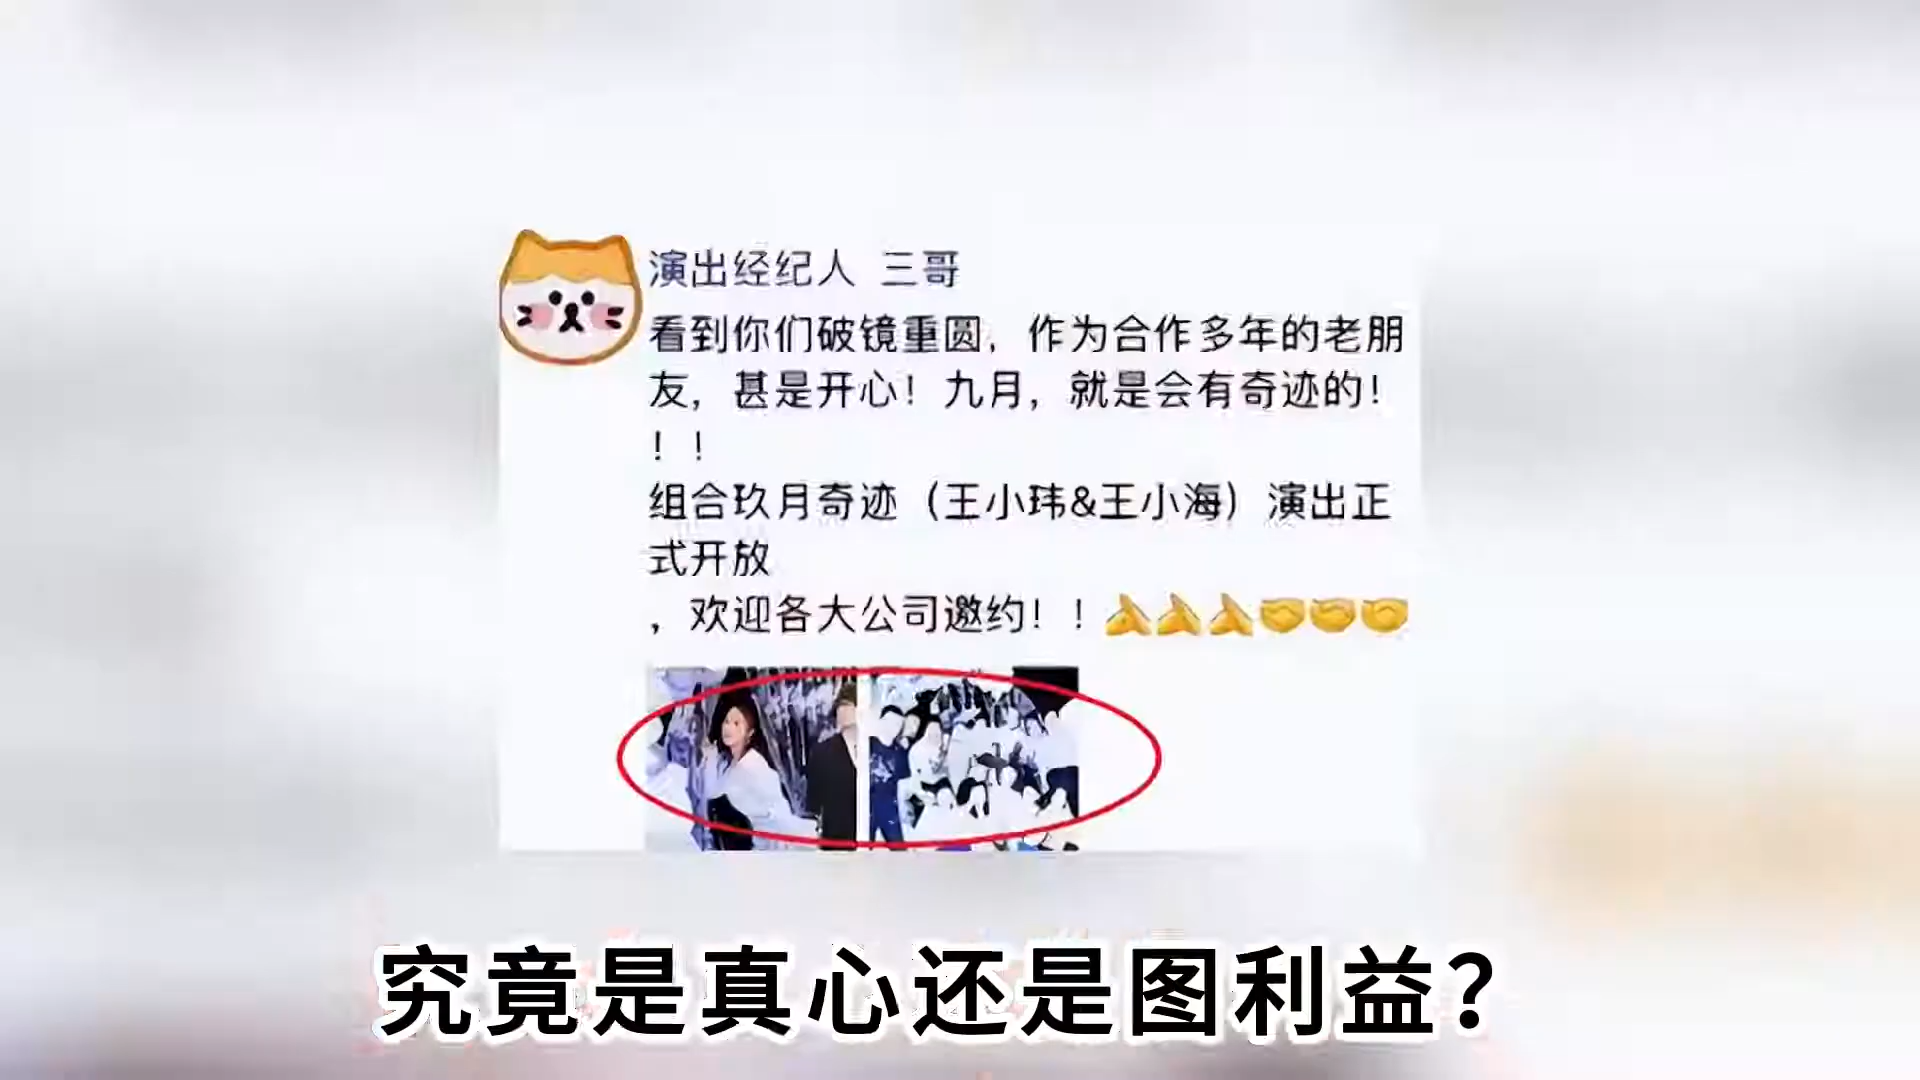 演出经纪人 三哥
看到你们破镜重圆，作为合作多年的老朋
友，甚是开心！九月，就是会有奇迹的！
！！
组合玖月奇迹（王小玮&王小海）演出正
式开放
，欢迎各大公司邀约！！
究竟是真心还是图利益？